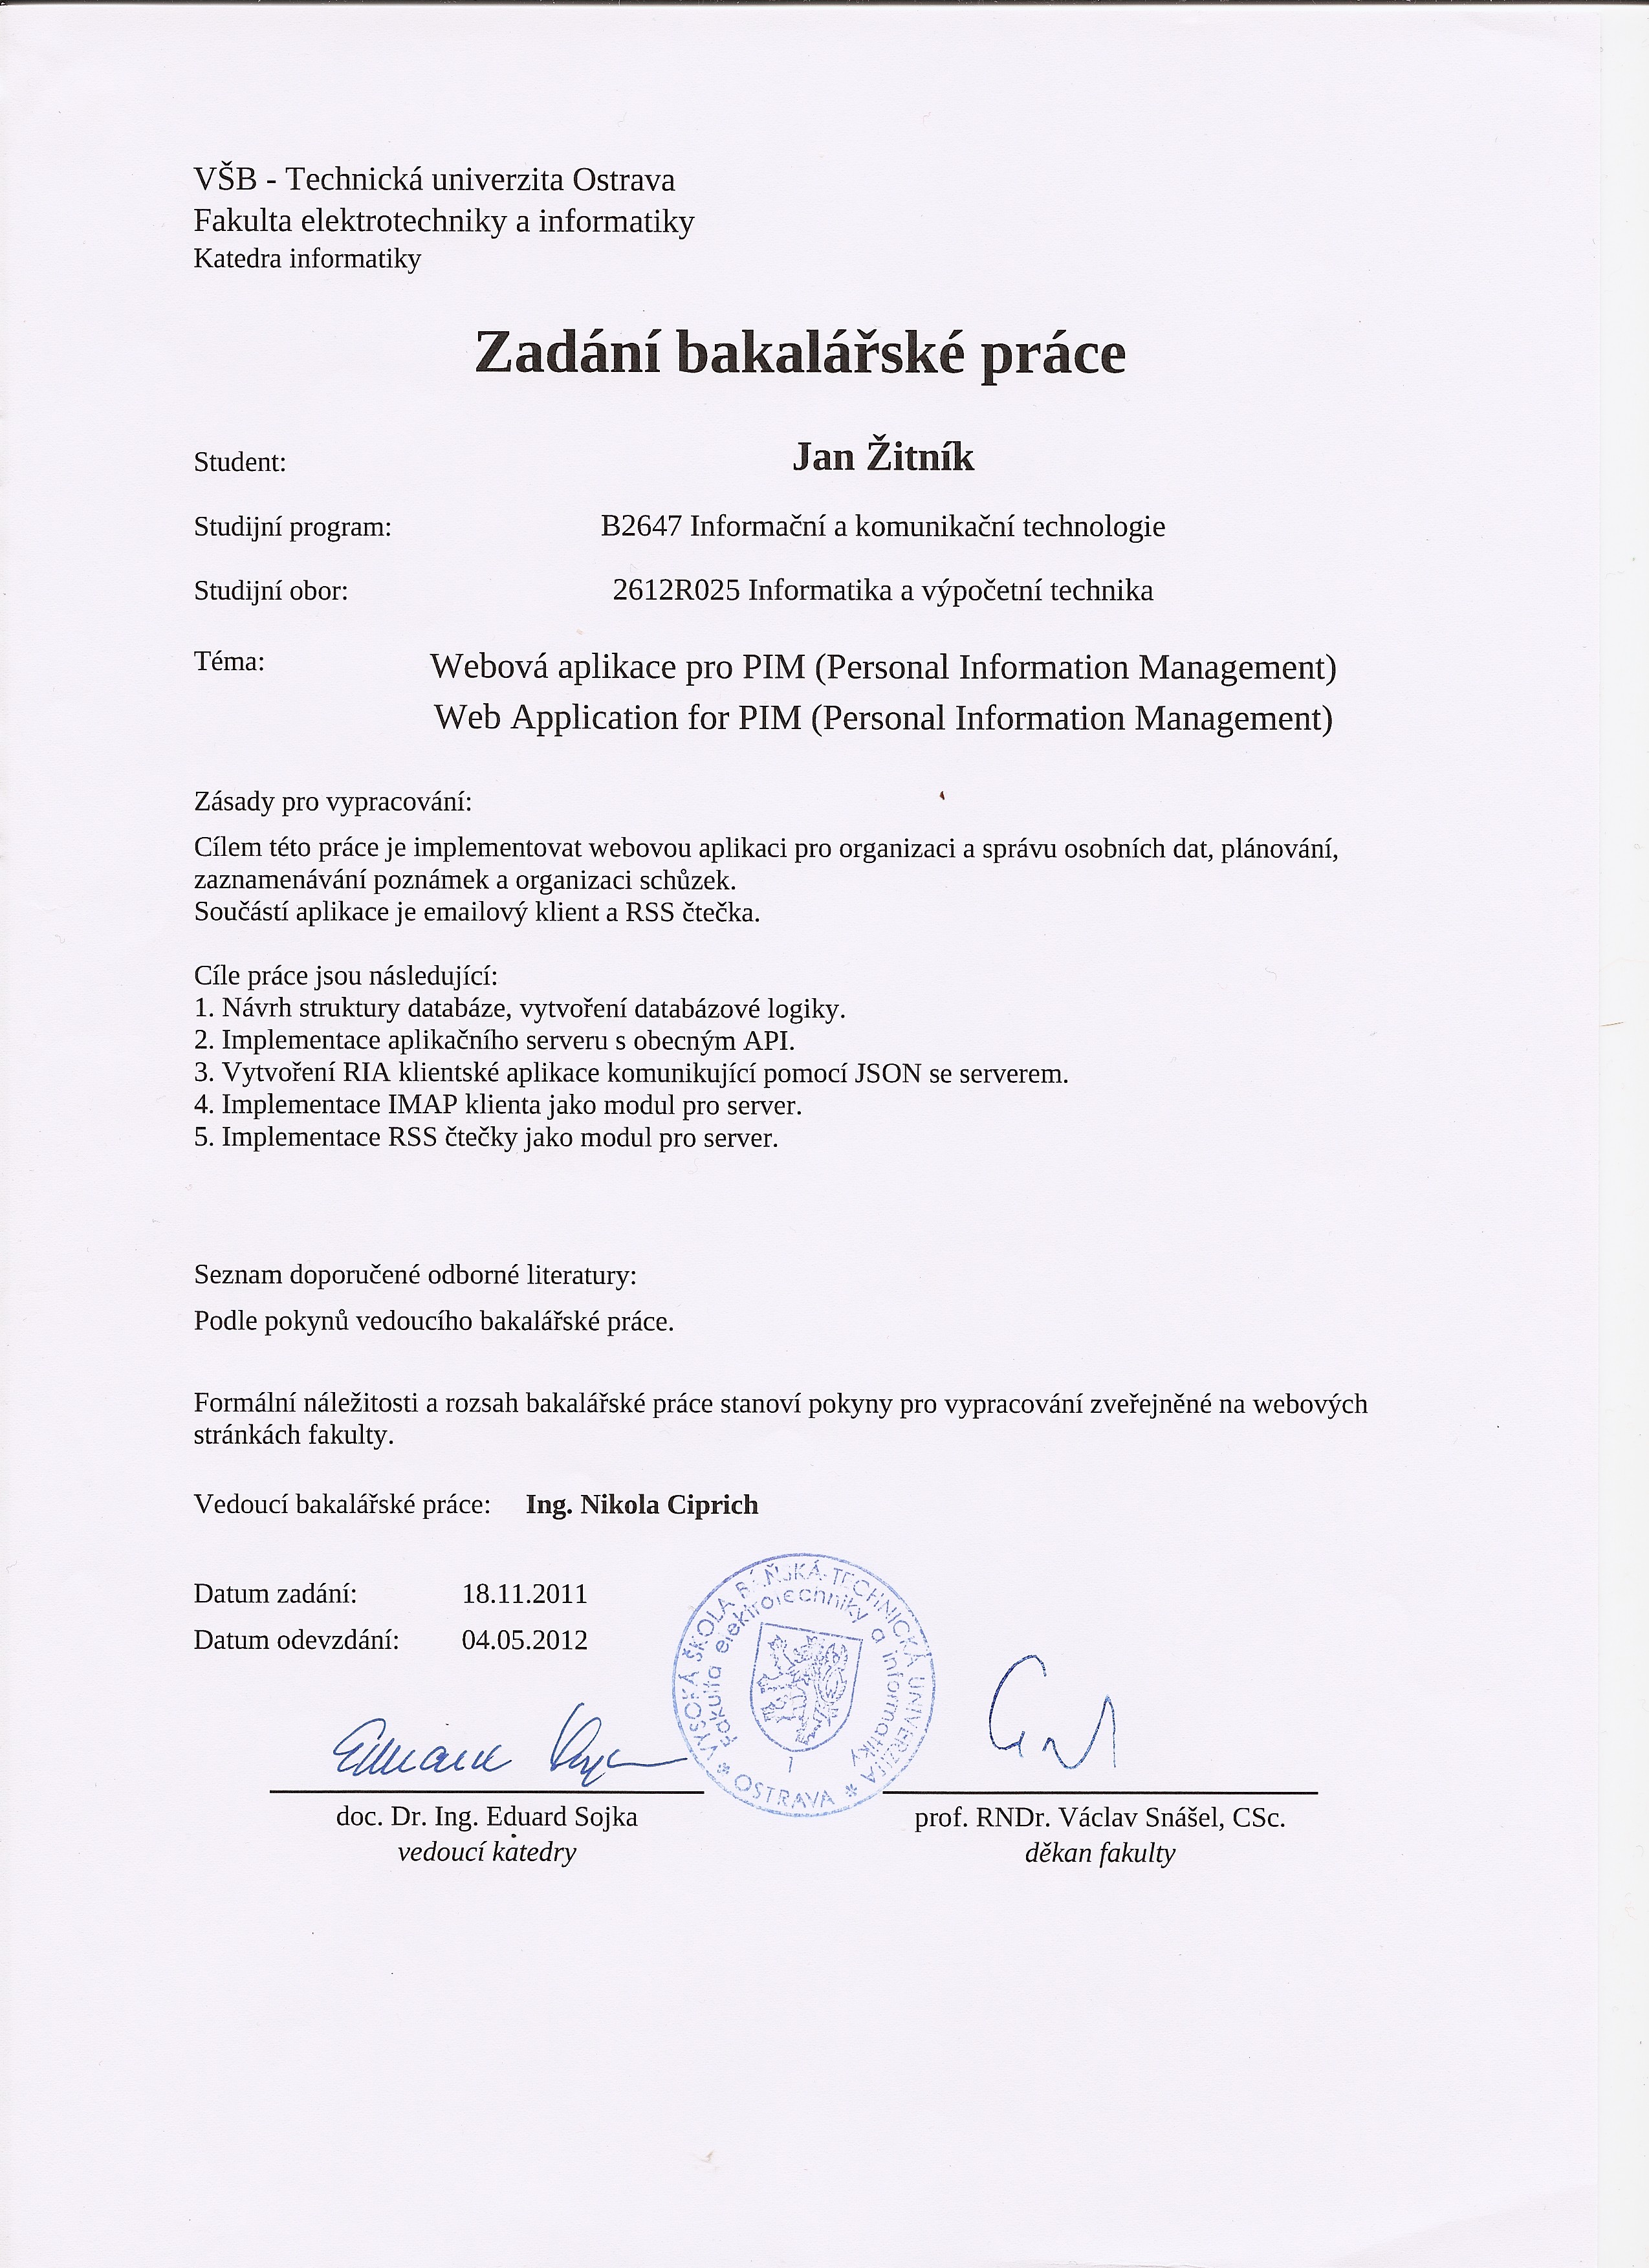 VŠB - Technická univerzita Ostrava
Fakulta elektrotechniky a informatiky
Katedra informatiky
Zadání bakalářské práce
Student: Jan Žitník
Studijní program: B2647 Informační a komunikační technologie
Studijní obor: 2612R025 Informatika a výpočetní technika
Téma: Webová aplikace pro PIM (Personal Information Management)
Web Application for PIM (Personal Information Management)
Zásady pro vypracování:
Cílem této práce je implementovat webovou aplikaci pro organizaci a správu osobních dat, plánování,
zaznamenávání poznámek a organizaci schůzek.
Součástí aplikace je emailový klient a RSS čtečka.
Cíle práce jsou následující:
1. Návrh struktury databáze, vytvoření databázové logiky.
2. Implementace aplikačního serveru s obecným API.
3. Vytvoření RIA klientské aplikace komunikující pomocí JSON se serverem.
4. Implementace IMAP klienta jako modul pro server.
5. Implementace RSS čtečky jako modul pro server.
Seznam doporučené odborné literatury:
Podle pokynů vedoucího bakalářské práce.
Formální náležitosti a rozsah bakalářské práce stanoví pokyny pro vypracování zveřejněné na webových
stránkách fakulty.
Vedoucí bakalářské práce: Ing. Nikola Ciprich
Datum zadání: 18.11.2011
Datum odevzdání: 04.05.2012
VYSOKÁ ŠKOLA BÁŇSKÁ-TECHNICKÁ UNIVERZITA
Fakulta elektrotechniky a informatiky
1
* OSTRAVA *
doc. Dr. Ing. Eduard Sojka
vedoucí katedry
prof. RNDr. Václav Snášel, CSc.
děkan fakulty